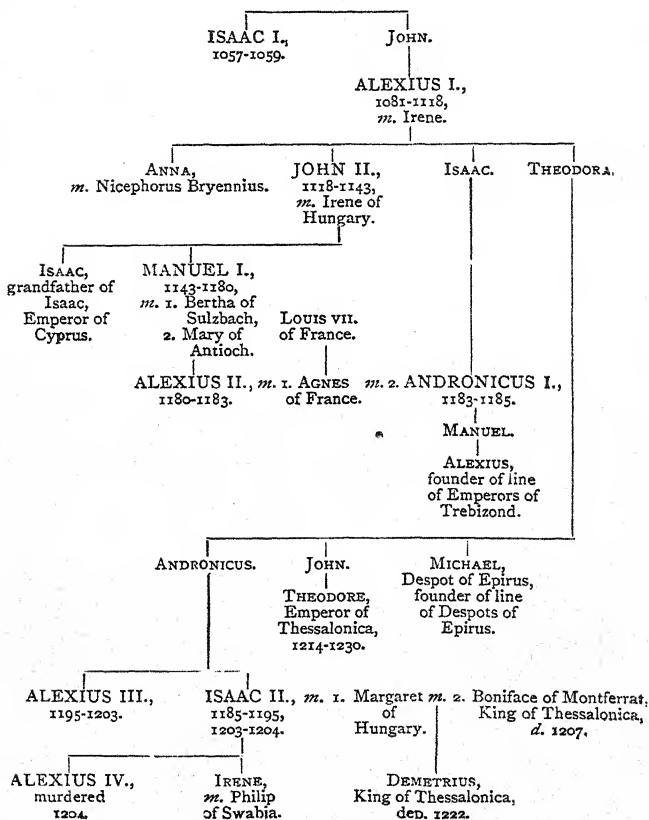 ISAAC I.,
1057-1059.
JOHN.
ALEXIUS I.,
1081-1118,
m. Irene.
ANNA,
m. Nicephorus Bryennius.
JOHN II.,
1118-1143,
m. Irene of
Hungary.
ISAAC.
THEODORA.
ISAAC,
grandfather of
Isaac,
Emperor of
Cyprus.
MANUEL I.,
1143-1180,
m. 1. Bertha of
Sulzbach,
2. Mary of
Antioch.
LOUIS VII.
of France.
ALEXIUS II., m. 1. AGNES m. 2. ANDRONICUS I.,
1180-1183. of France. 1183-1185.
MANUEL.
ALEXIUS,
founder of line
of Emperors of
Trebizond.
ANDRONICUS.
JOHN.
THEODORE,
Emperor of
Thessalonica,
1214-1230.
MICHAEL,
Despot of Epirus,
founder of line
of Despots of
Epirus.
ALEXIUS III.,
1195-1203.
ISAAC II., m. 1. Margaret m. 2. Boniface of Montferrat,
1185-1195, of King of Thessalonica,
1203-1204. Hungary. d. 1207.
ALEXIUS IV.,
murdered
1204.
IRENE,
m. Philip
of Swabia.
DEMETRIUS,
King of Thessalonica,
dep. 1222.